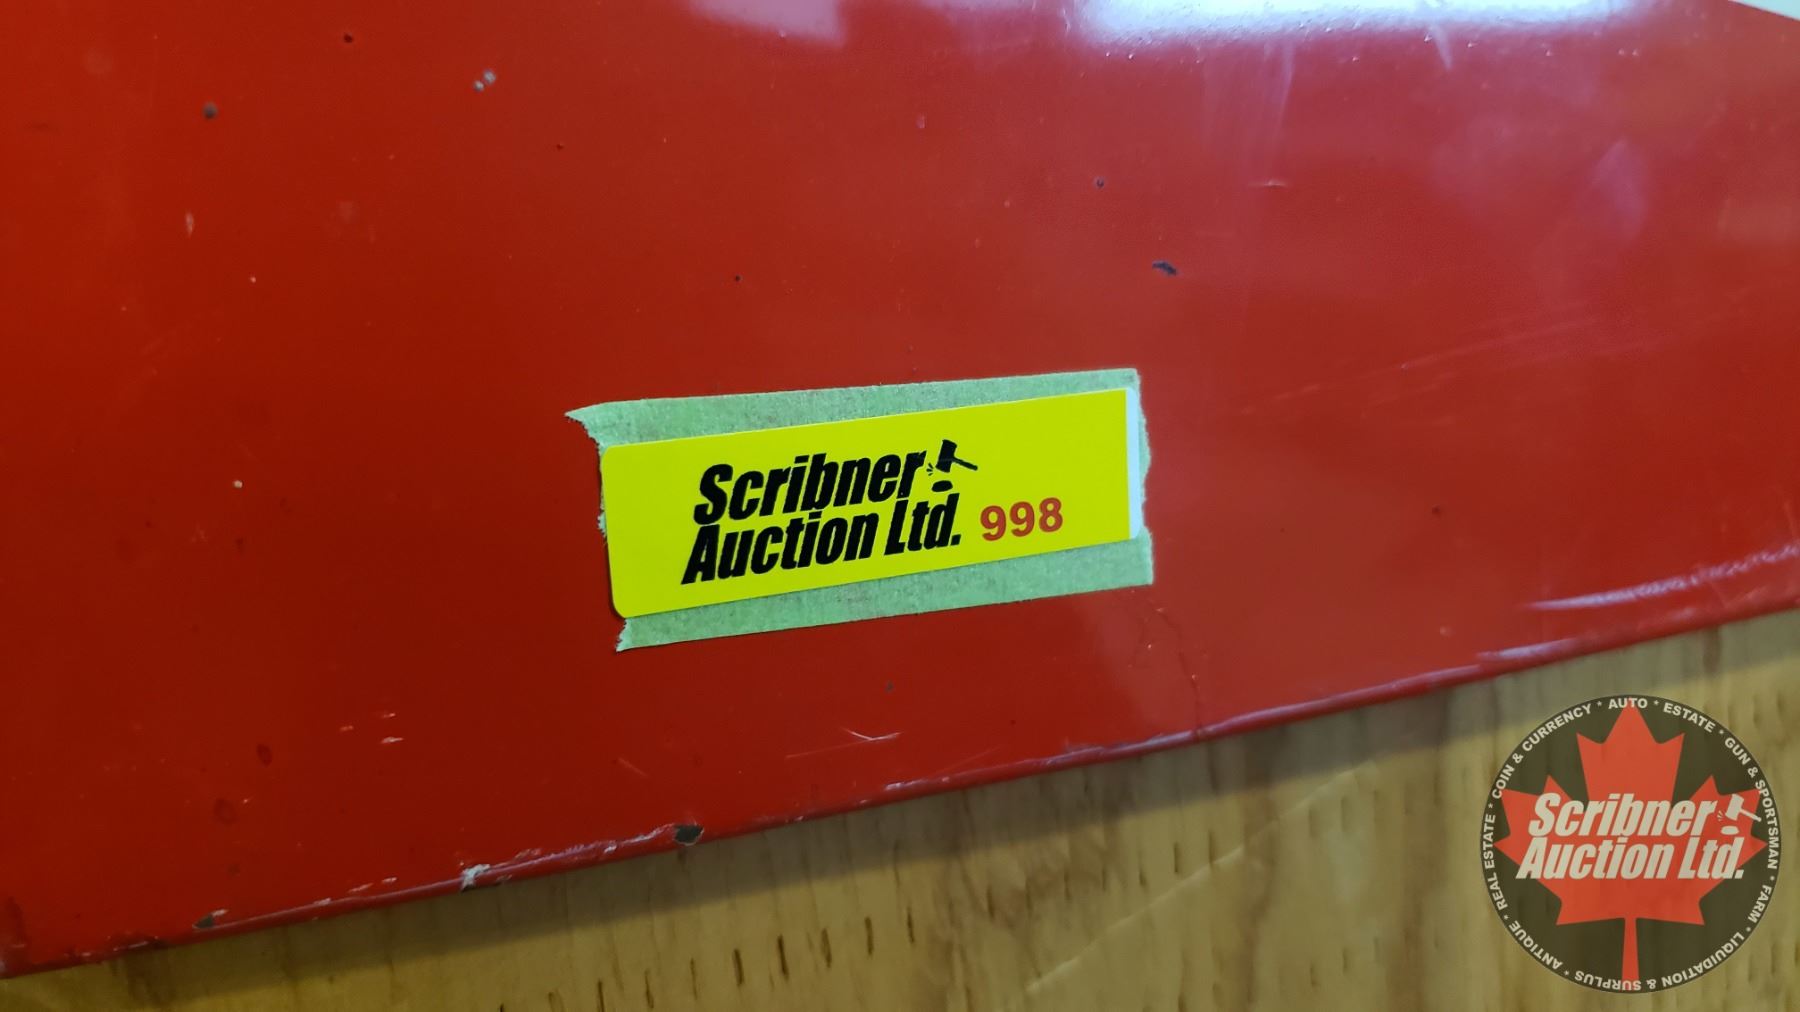 Scribner
Auction Ltd. 998
COIN & CURRENCY * AUTO * ESTATE * GUN & SPORTSMAN * FARM * LIQUIDATION & SURPLUS * ANTIQUE * REAL ESTATE *
Scribner
Auction Ltd.